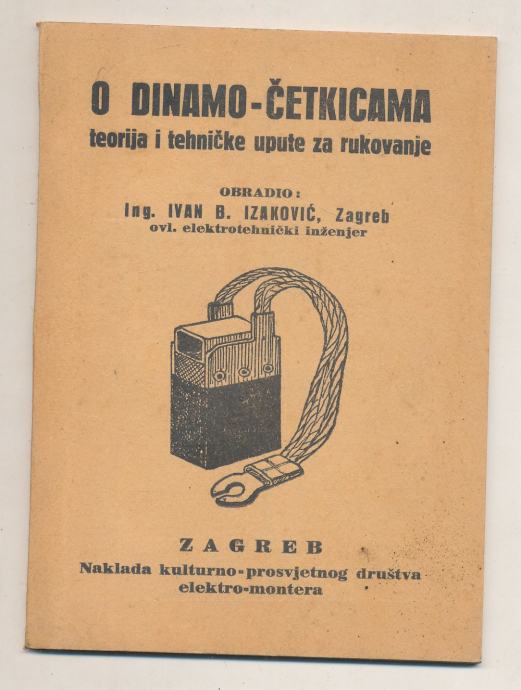 O DINAMO-ČETKICAMA
teorija i tehničke upute za rukovanje
OBRADIO:
Ing. IVAN B. IZAKOVIĆ, Zagreb
ovl. elektrotehnički inženjer
ZAGREB
Naklada kulturno-prosvjetnog društva
elektro-montera